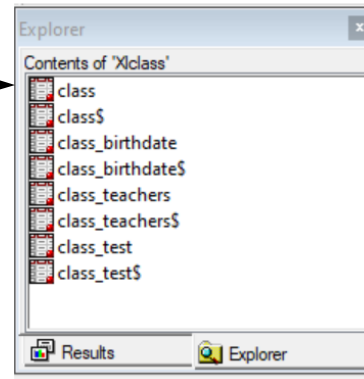 Explorer
Contents of 'Xlclass'
class
class$
class_birthdate
class_birthdate$
class_teachers
class_teachers$
class_test
class_test$
Results
Explorer